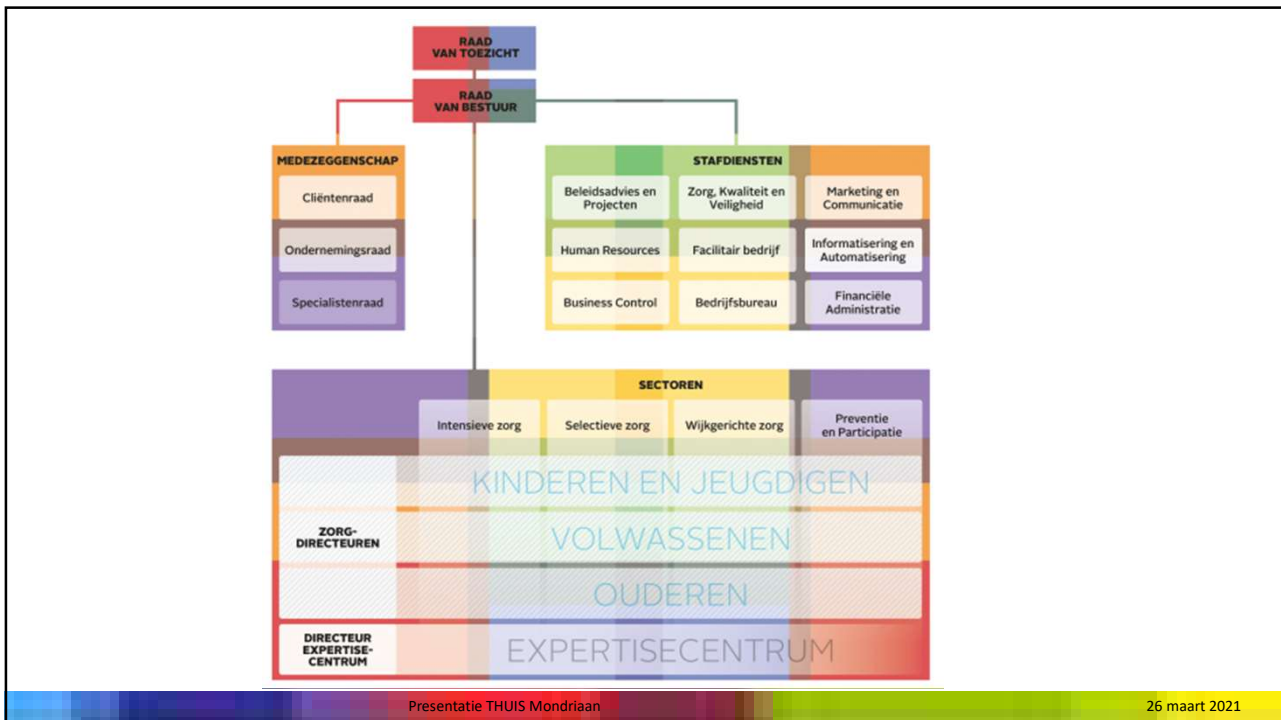 RAAD
VAN TOEZICHT
RAAD
VAN BESTUUR
MEDEZEGGENSCHAP
Cliëntenraad
Ondernemingsraad
Specialistenraad
STAFDIENSTEN
Beleidsadvies en
Projecten
Zorg, Kwaliteit en
Veiligheid
Marketing en
Communicatie
Human Resources
Facilitair bedrijf
Informatisering en
Automatisering
Business Control
Bedrijfsbureau
Financiële
Administratie
SECTOREN
Intensieve zorg
Selectieve zorg
Wijkgerichte zorg
Preventie
en Participatie
ZORG-
DIRECTEUREN
KINDEREN EN JEUGDIGEN
VOLWASSENEN
OUDEREN
DIRECTEUR
EXPERTISE-
CENTRUM
EXPERTISECENTRUM
Presentatie THUIS Mondriaan
26 maart 2021